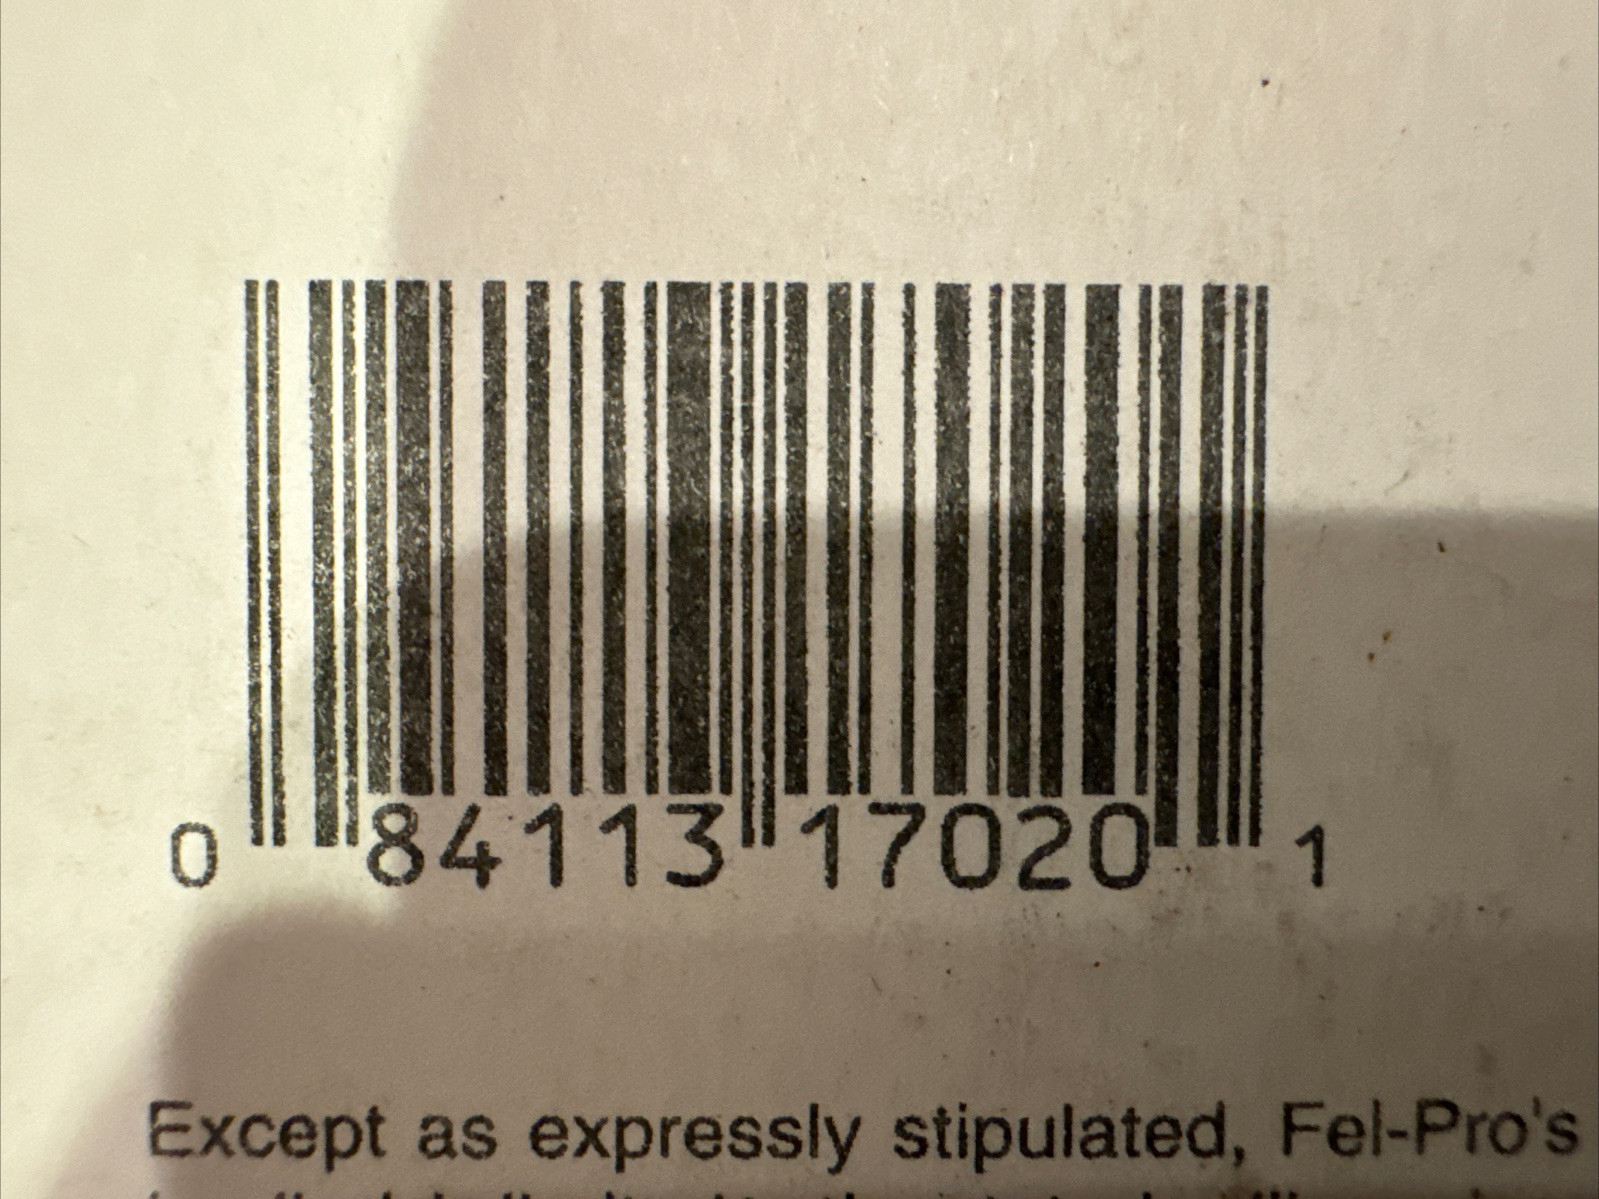 0 84113 17020 1
Except as expressly stipulated, Fel-Pro's